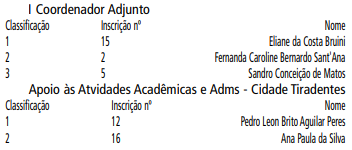 I Coordenador Adjunto
Classificação Inscrição nº Nome
1 15 Eliane da Costa Bruini
2 2 Fernanda Caroline Bernardo Sant'Ana
3 5 Sandro Conceição de Matos
Apoio às Atvidades Acadêmicas e Adms - Cidade Tiradentes
Classificação Inscrição nº Nome
1 12 Pedro Leon Brito Aguilar Peres
2 16 Ana Paula da Silva